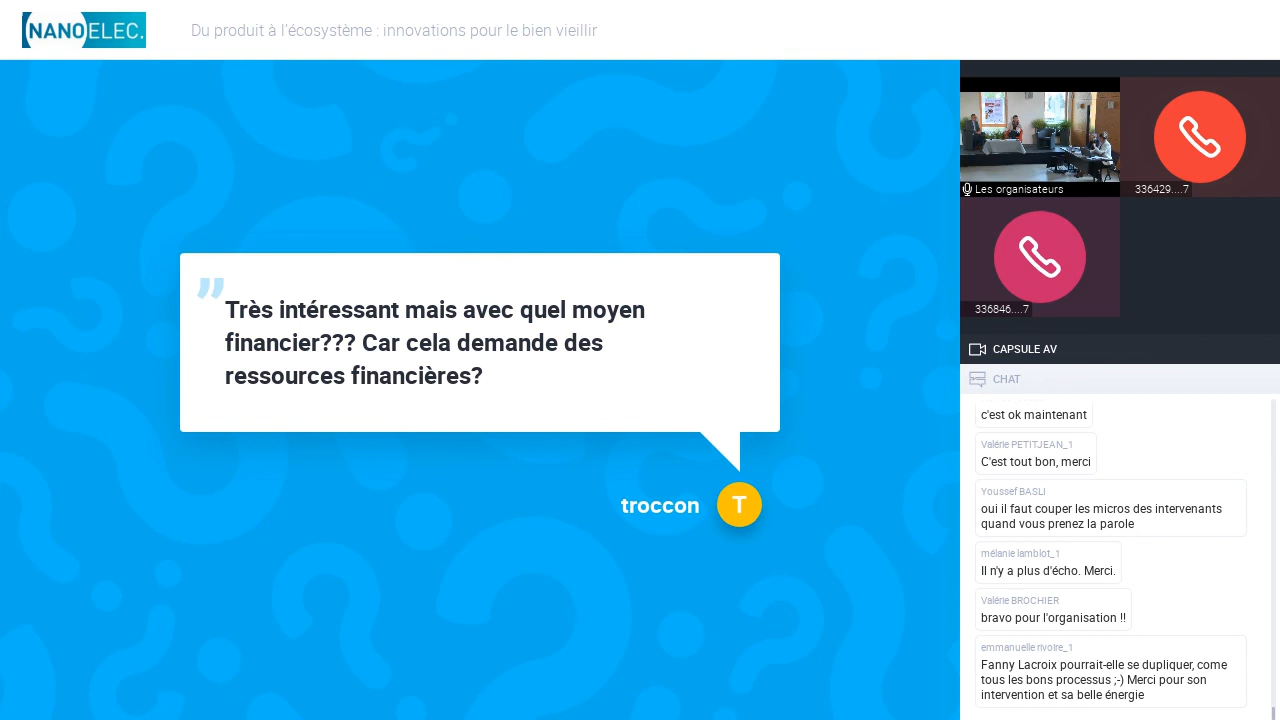 NANOELEC.
Du produit à l'écosystème : innovations pour le bien vieillir
”
Très intéressant mais avec quel moyen
financier??? Car cela demande des
ressources financières?
troccon
T
Les organisateurs
336429....7
336846....7
CAPSULE AV
CHAT
c'est ok maintenant
Valérie PETITJEAN_1
C'est tout bon, merci
Youssef BASLI
oui il faut couper les micros des intervenants
quand vous prenez la parole
mélanie lamblot_1
Il n'y a plus d'écho. Merci.
Valérie BROCHIER
bravo pour l'organisation !!
emmanuelle rivoire_1
Fanny Lacroix pourrait-elle se dupliquer, come
tous les bons processus ;-) Merci pour son
intervention et sa belle énergie